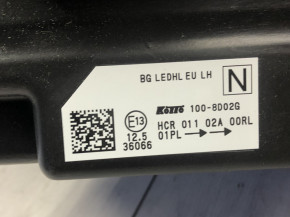 BG LEDHL EU LH
N
KOITO 100-8D02G
E13 HCR 011 02A 00RL
12.5 01PL
36066